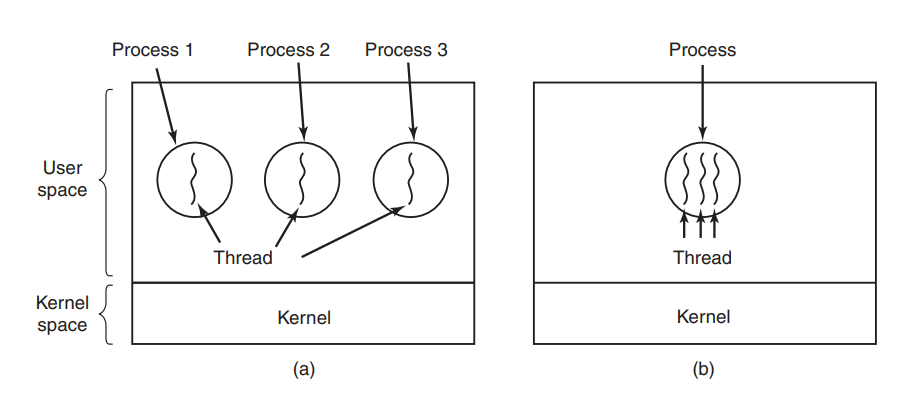 Process 1
Process 2
Process 3
Process
User
space
Thread
Thread
Kernel
space
Kernel
Kernel
(a)
(b)